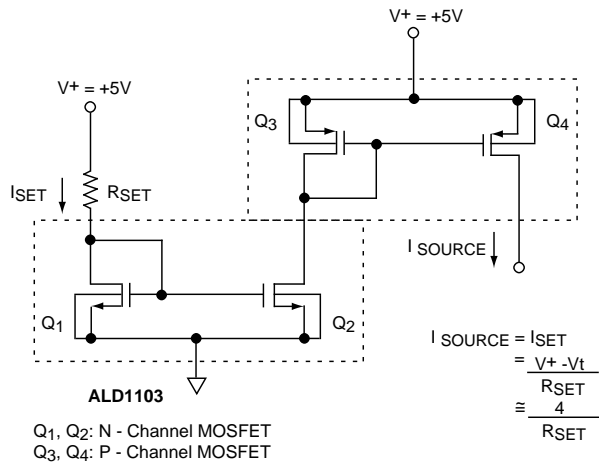 V+ = +5V
V+ = +5V
Q3
Q4
ISET
RSET
I SOURCE
Q1
Q2
I SOURCE = ISET
= V+ -Vt
RSET
≅ 4
RSET
ALD1103
Q1, Q2: N - Channel MOSFET
Q3, Q4: P - Channel MOSFET